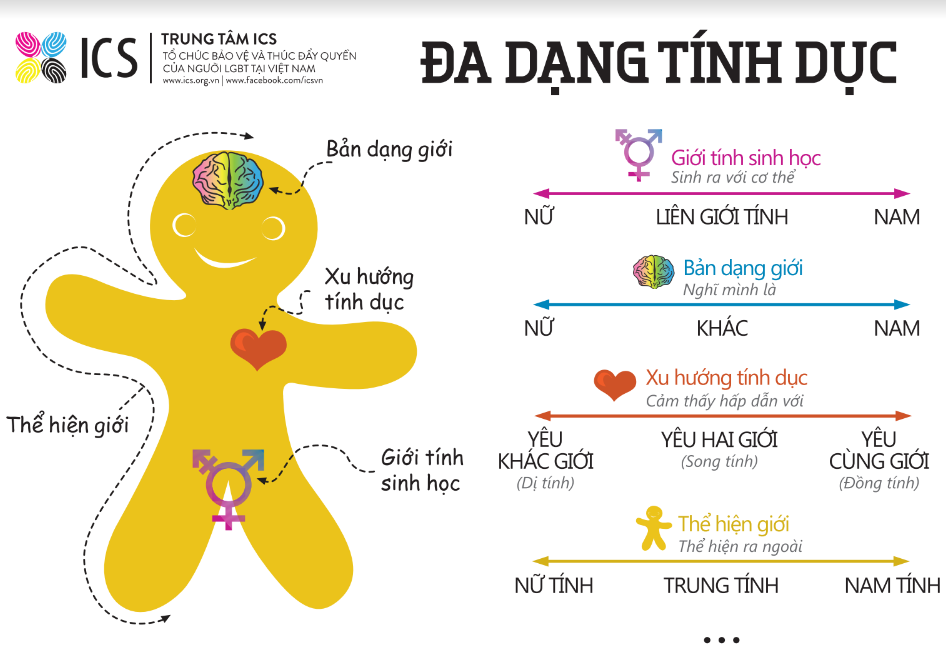 ICS
TRUNG TÂM ICS
TỔ CHỨC BẢO VỆ VÀ THÚC ĐẨY QUYỀN
CỦA NGƯỜI LGBT TẠI VIỆT NAM
www.ics.org.vn | www.facebook.com/icsvn
ĐA DẠNG TÍNH DỤC
Bản dạng giới
Xu hướng
tính dục
Thể hiện giới
Giới tính
sinh học
Giới tính sinh học
Sinh ra với cơ thể
NỮ LIÊN GIỚI TÍNH NAM
Bản dạng giới
Nghĩ mình là
NỮ KHÁC NAM
Xu hướng tính dục
Cảm thấy hấp dẫn với
YÊU
KHÁC GIỚI
(Dị tính)
YÊU HAI GIỚI
(Song tính)
YÊU
CÙNG GIỚI
(Đồng tính)
Thể hiện giới
Thể hiện ra ngoài
NỮ TÍNH TRUNG TÍNH NAM TÍNH
...